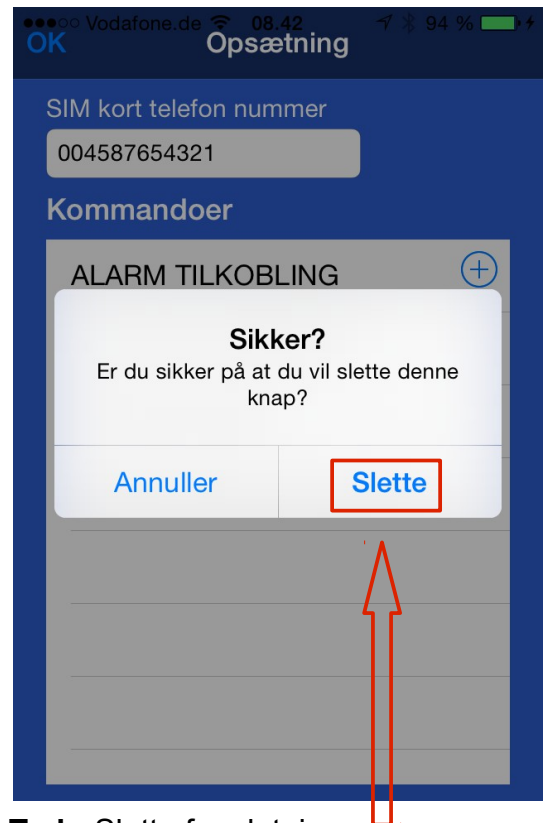 Vodafone.de 08.42 94 %
OK Opsætning
SIM kort telefon nummer
004587654321
Kommandoer
ALARM TILKOBLING
Sikker?
Er du sikker på at du vil slette denne
knap?
Annuller Slette